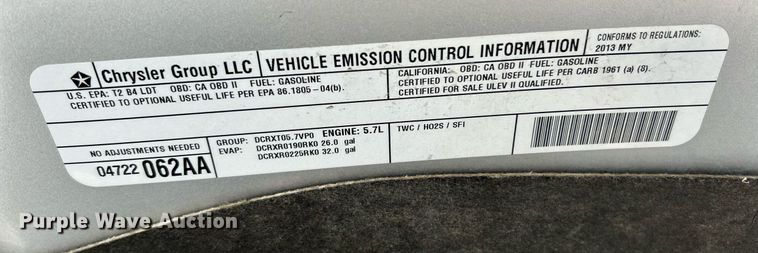 Chrysler Group LLC
VEHICLE EMISSION CONTROL INFORMATION
CONFORMS TO REGULATIONS:
2013 MY
U.S. EPA: T2 B4 LDT OBD: CA OBD II FUEL: GASOLINE
CERTIFIED TO OPTIONAL USEFUL LIFE PER EPA 86.1805-04(b).
CALIFORNIA: OBD: CA OBD II FUEL: GASOLINE
CERTIFIED TO OPTIONAL USEFUL LIFE PER CARB 1961 (a) (8).
CERTIFIED FOR SALE ULEV II QUALIFIED.
NO ADJUSTMENTS NEEDED
04722 062AA
GROUP: DCRXT05.7VP0 ENGINE: 5.7L
EVAP: DCRXR0190RK0 26.0 gal
DCRXR0225RK0 32.0 gal
TWC / HO2S / SFI
Purple Wave Auction